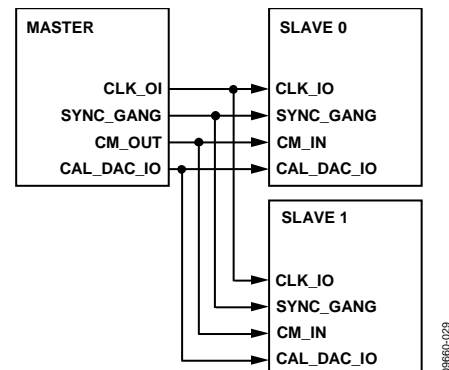 MASTER
CLK_OI
SYNC_GANG
CM_OUT
CAL_DAC_IO
SLAVE 0
CLK_IO
SYNC_GANG
CM_IN
CAL_DAC_IO
SLAVE 1
CLK_IO
SYNC_GANG
CM_IN
CAL_DAC_IO
09660-029